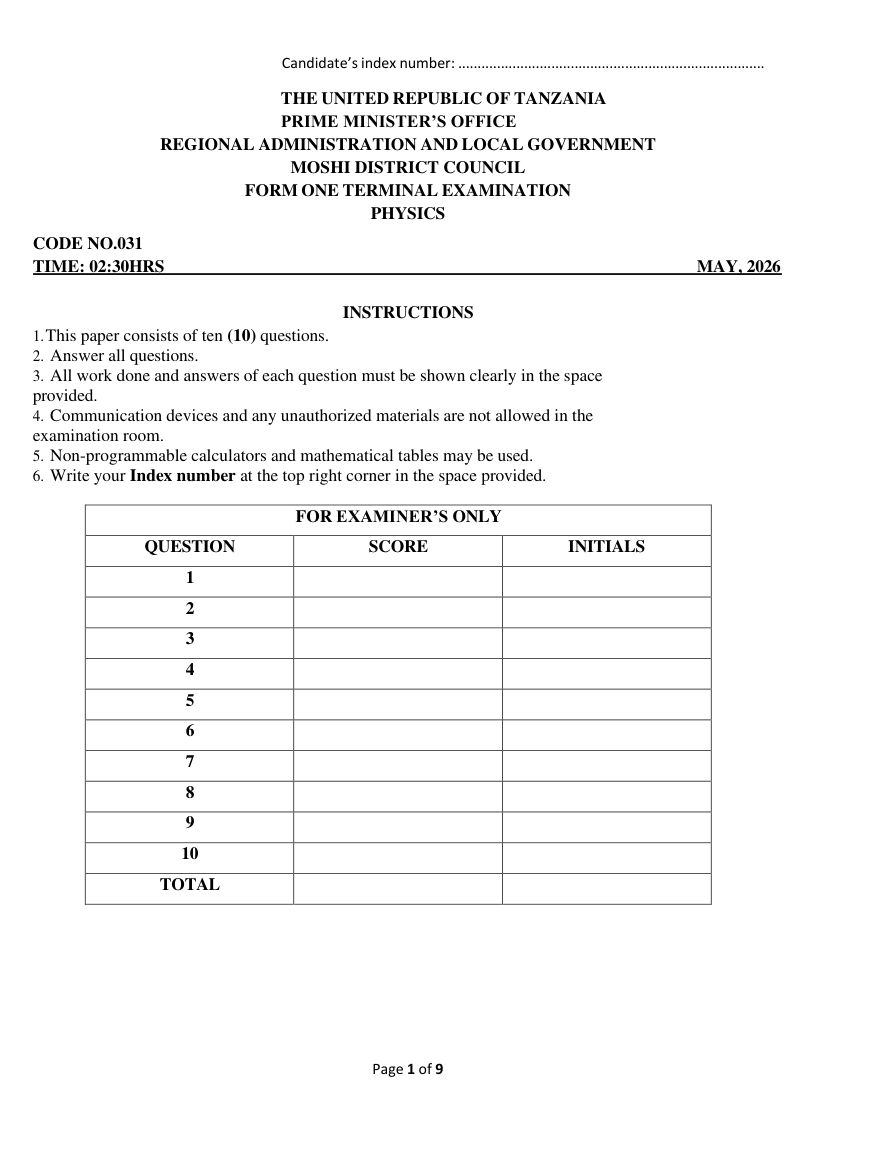 Candidate's index number: ...............................................................................
THE UNITED REPUBLIC OF TANZANIA
PRIME MINISTER'S OFFICE
REGIONAL ADMINISTRATION AND LOCAL GOVERNMENT
MOSHI DISTRICT COUNCIL
FORM ONE TERMINAL EXAMINATION
PHYSICS
CODE NO.031
TIME: 02:30HRS MAY, 2026
INSTRUCTIONS
1.This paper consists of ten (10) questions.
2. Answer all questions.
3. All work done and answers of each question must be shown clearly in the space
provided.
4. Communication devices and any unauthorized materials are not allowed in the
examination room.
5. Non-programmable calculators and mathematical tables may be used.
6. Write your Index number at the top right corner in the space provided.
FOR EXAMINER'S ONLY
QUESTION SCORE INITIALS
1
2
3
4
5
6
7
8
9
10
TOTAL
Page 1 of 9